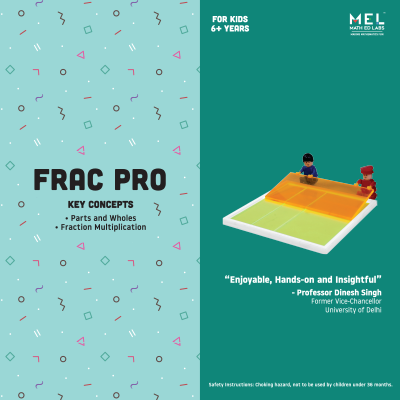 FOR KIDS
6+ YEARS
MEL
MATH ED LABS
FRAC PRO
KEY CONCEPTS
• Parts and Wholes
• Fraction Multiplication
“Enjoyable, Hands-on and Insightful”
- Professor Dinesh Singh
Former Vice-Chancellor
University of Delhi
Safety Instructions: Choking hazard, not to be used by children under 36 months.